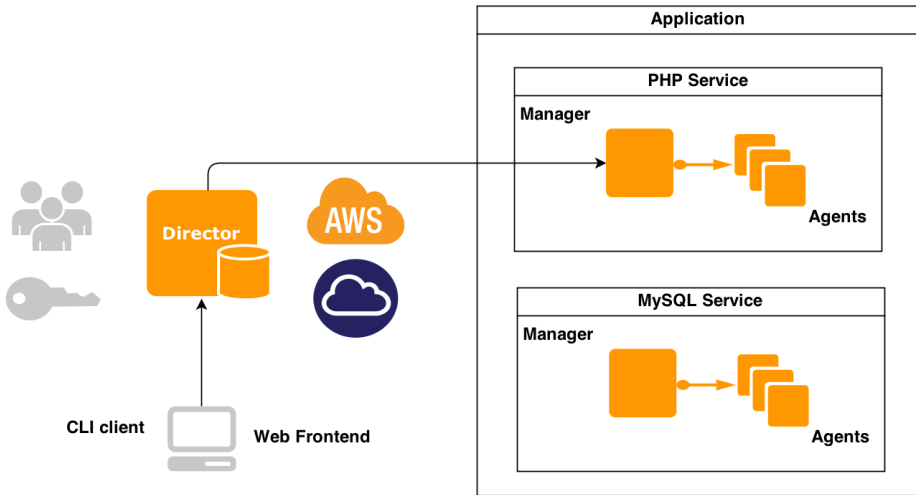 Application
PHP Service
Manager
Agents
Director
AWS
MySQL Service
Manager
Agents
CLI client
Web Frontend